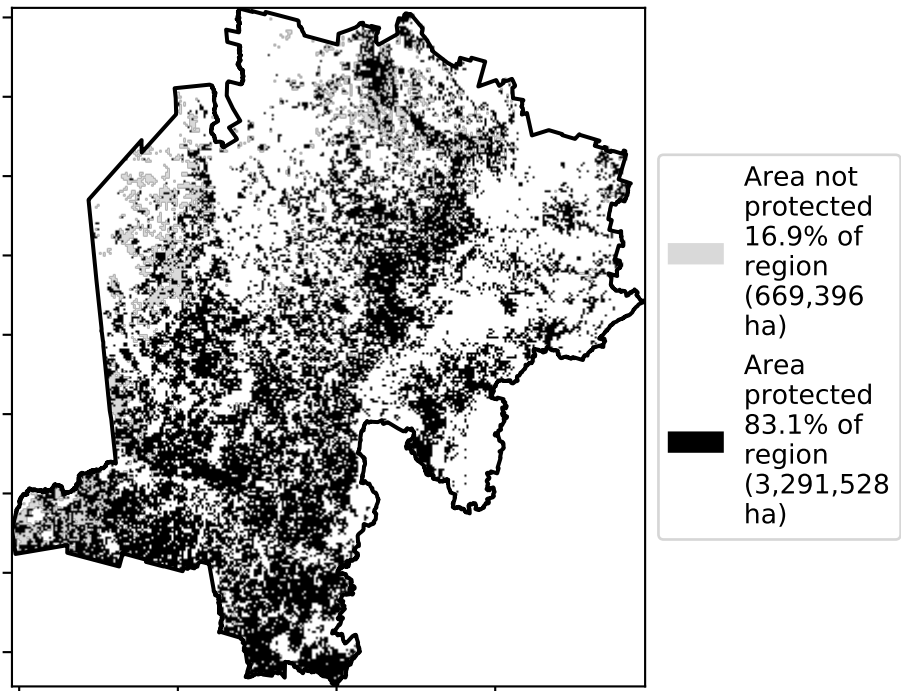 Area not
protected
16.9% of
region
(669,396
ha)
Area
protected
83.1% of
region
(3,291,528
ha)